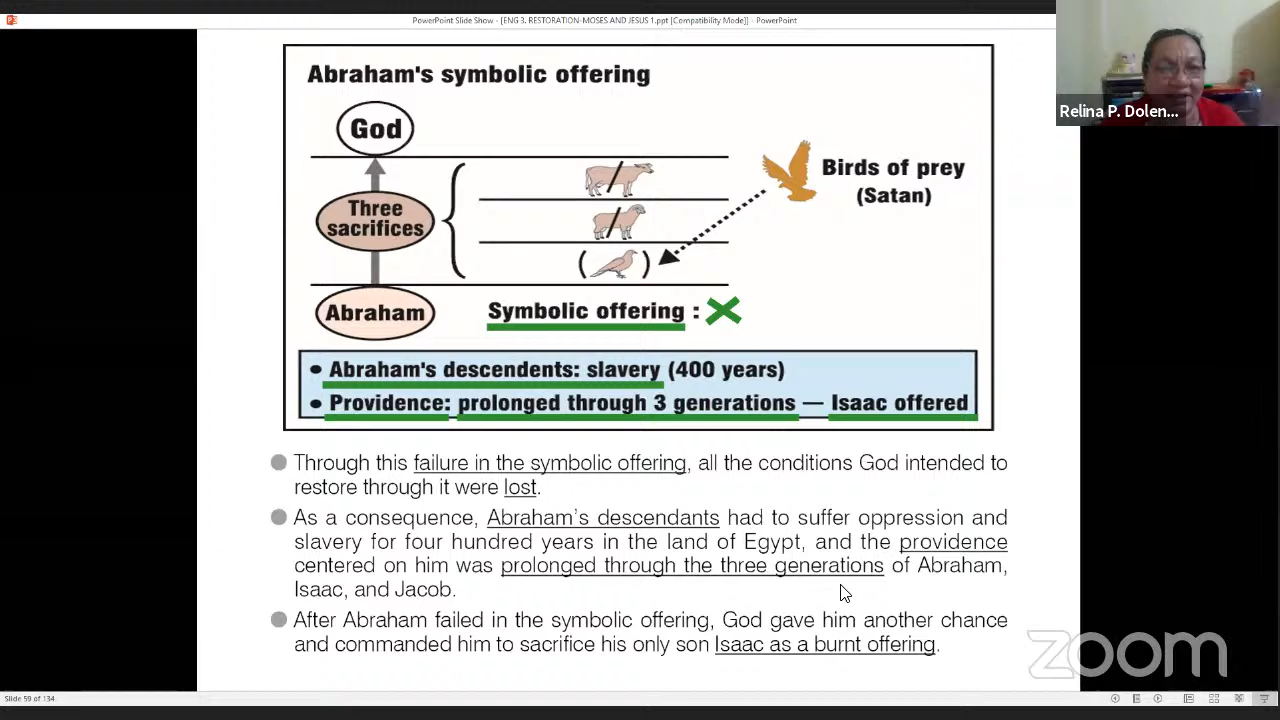 PowerPoint Slide Show - [ENG 3. RESTORATION-MOSES AND JESUS 1.ppt [Compatibility Mode]] - PowerPoint
Relina P. Dolen...
Abraham's symbolic offering
God
Birds of prey
(Satan)
Three
sacrifices
( )
Abraham
Symbolic offering :
• Abraham's descendents: slavery (400 years)
• Providence: prolonged through 3 generations — Isaac offered
Through this failure in the symbolic offering, all the conditions God intended to
restore through it were lost.
As a consequence, Abraham's descendants had to suffer oppression and
slavery for four hundred years in the land of Egypt, and the providence
centered on him was prolonged through the three generations of Abraham,
Isaac, and Jacob.
After Abraham failed in the symbolic offering, God gave him another chance
and commanded him to sacrifice his only son Isaac as a burnt offering.
zoom
Slide 59 of 134